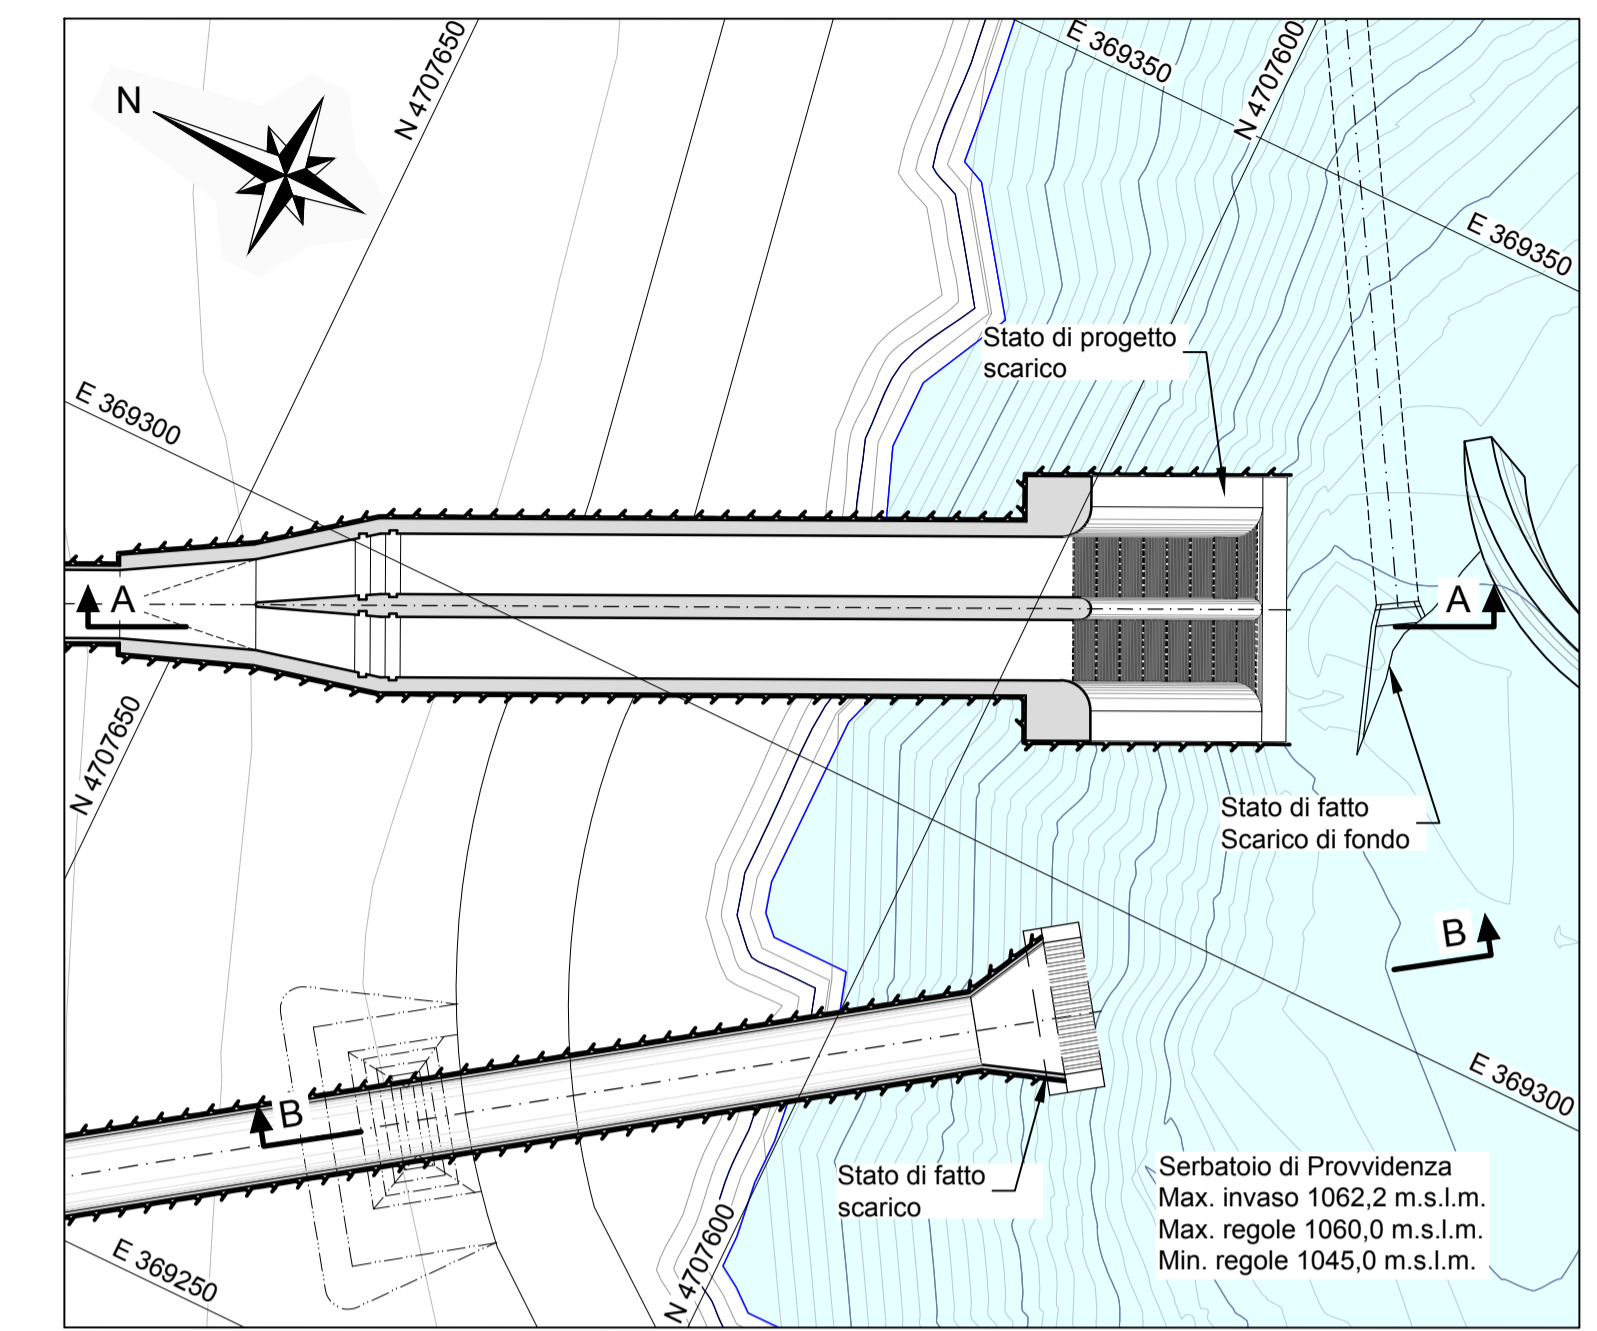 E 369350
N 4707650
N 4707600
N
E 369350
Stato di progetto
scarico
E 369300
A
A
N 4707650
Stato di fatto
Scarico di fondo
B
B
E 369300
Stato di fatto
scarico
Serbatoio di Provvidenza
Max. invaso 1062,2 m.s.l.m.
Max. regole 1060,0 m.s.l.m.
Min. regole 1045,0 m.s.l.m.
N 4707600
E 369250